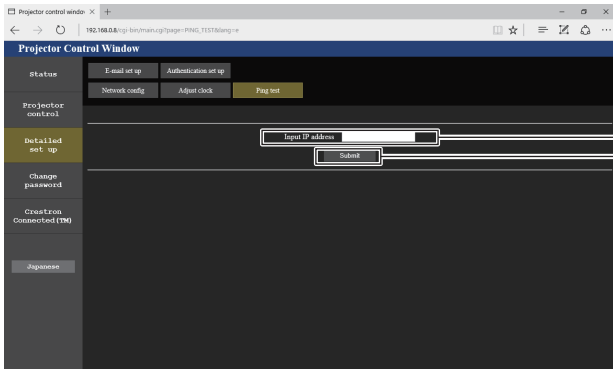 Projector control window
192.168.0.8/cgi-bin/main.cgi?page=PING_TEST&lang=e
Projector Control Window
Status
E-mail set up
Authentication set up
Network config
Adjust clock
Ping test
Projector
control
Input IP address
Submit
Detailed
set up
Change
password
Crestron
Connected(TM)
Japanese